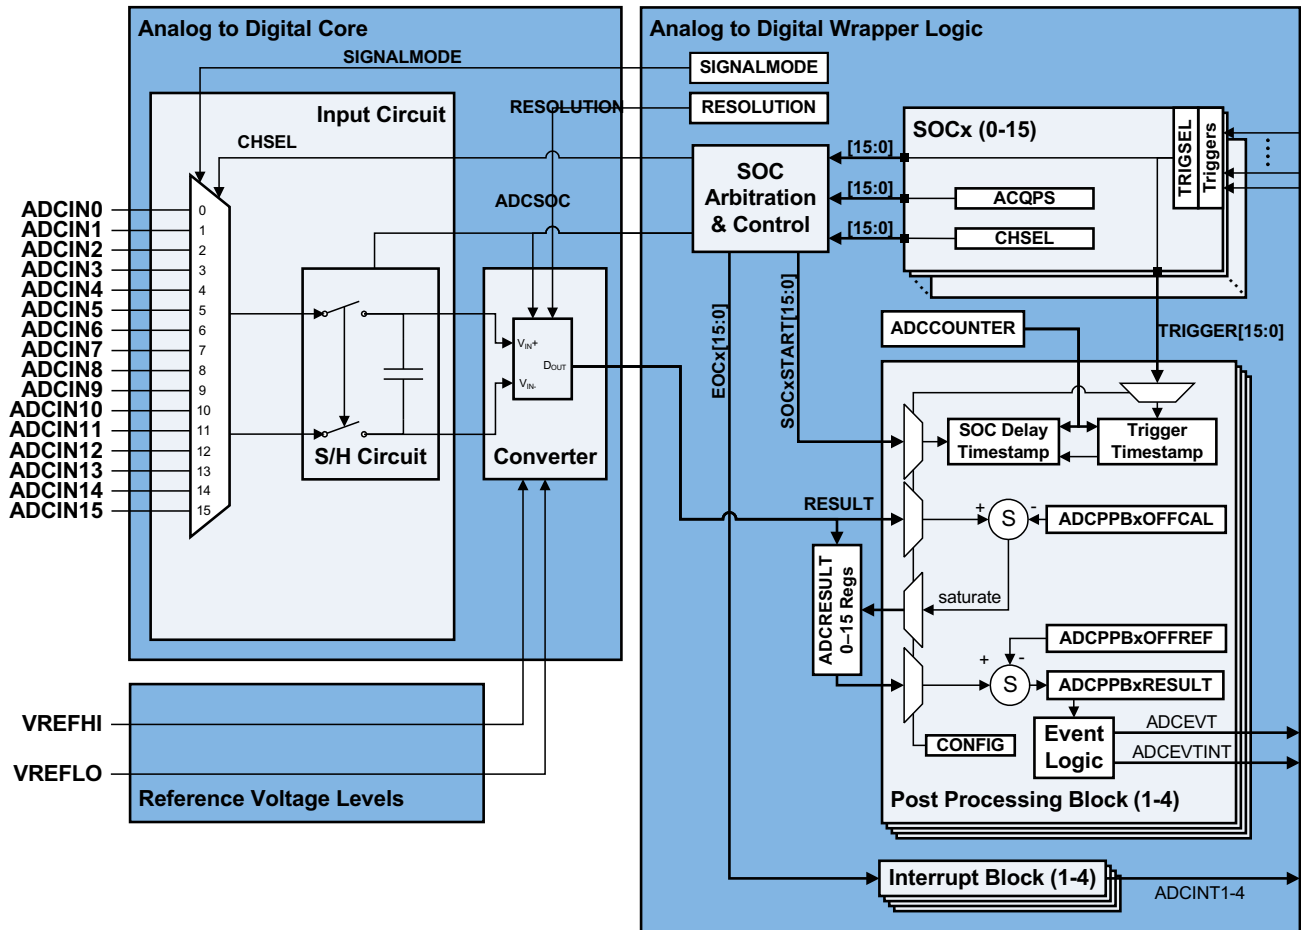 Analog to Digital Core
SIGNALMODE
RESOLUTION
Input Circuit
CHSEL
ADCSOC
ADCIN0
ADCIN1
ADCIN2
ADCIN3
ADCIN4
ADCIN5
ADCIN6
ADCIN7
ADCIN8
ADCIN9
ADCIN10
ADCIN11
ADCIN12
ADCIN13
ADCIN14
ADCIN15
0
1
2
3
4
5
6
7
8
9
10
11
12
13
14
15
S/H Circuit
VIN+
VIN-
DOUT
Converter
VREFHI
VREFLO
Reference Voltage Levels
Analog to Digital Wrapper Logic
SIGNALMODE
RESOLUTION
SOC
Arbitration
& Control
[15:0]
[15:0]
[15:0]
SOCx (0-15)
TRIGSEL
Triggers
ACQPS
CHSEL
EOCx[15:0]
SOCxSTART[15:0]
ADCCOUNTER
TRIGGER[15:0]
SOC Delay
Timestamp
Trigger
Timestamp
RESULT
+
S
-
ADCPPBxOFFCAL
ADCRESULT
0–15 Regs
saturate
ADCPPBxOFFREF
+
-
S
ADCPPBxRESULT
CONFIG
Event
Logic
ADCEVT
ADCEVTINT
Post Processing Block (1-4)
Interrupt Block (1-4)
ADCINT1-4